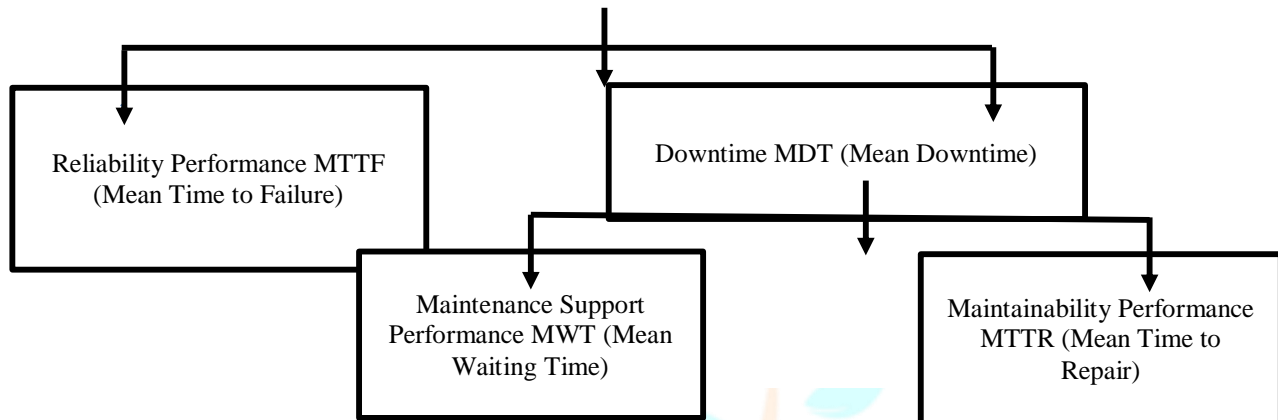 Reliability Performance MTTF
(Mean Time to Failure)
Downtime MDT (Mean Downtime)
Maintenance Support
Performance MWT (Mean
Waiting Time)
Maintainability Performance
MTTR (Mean Time to
Repair)